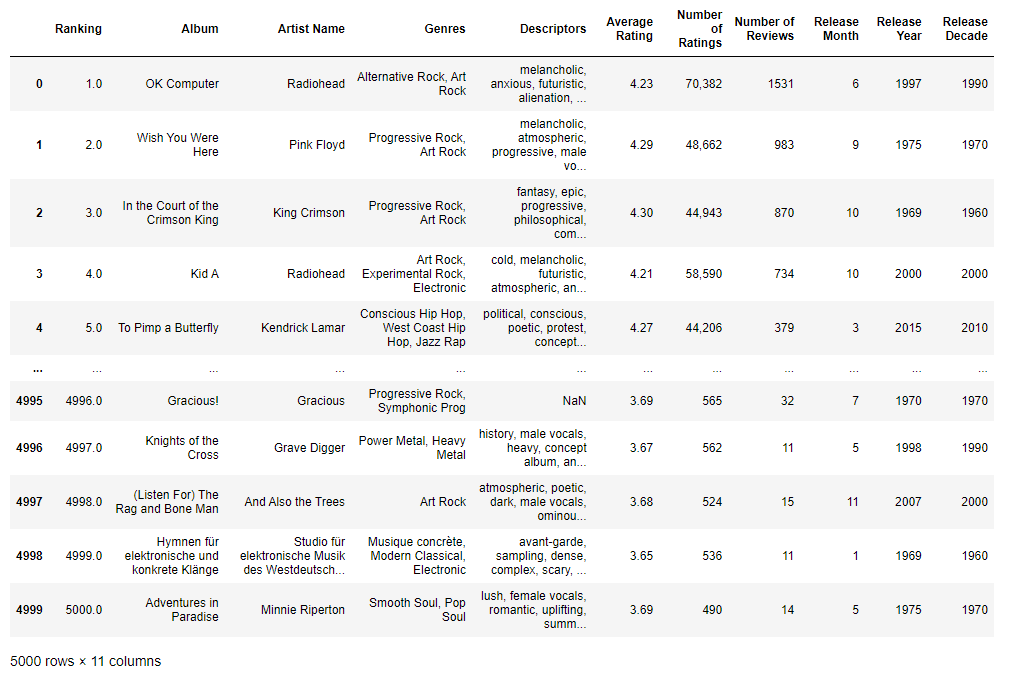 Ranking
Album
Artist Name
Genres
Descriptors
Average
Rating
Number
of
Ratings
Number of
Reviews
Release
Month
Release
Year
Release
Decade
0
1.0
OK Computer
Radiohead
Alternative Rock, Art
Rock
melancholic,
anxious, futuristic,
alienation, ...
4.23
70,382
1531
6
1997
1990
1
2.0
Wish You Were
Here
Pink Floyd
Progressive Rock,
Art Rock
melancholic,
atmospheric,
progressive, male
vo...
4.29
48,662
983
9
1975
1970
2
3.0
In the Court of the
Crimson King
King Crimson
Progressive Rock,
Art Rock
fantasy, epic,
progressive,
philosophical,
com...
4.30
44,943
870
10
1969
1960
3
4.0
Kid A
Radiohead
Art Rock,
Experimental Rock,
Electronic
cold, melancholic,
futuristic,
atmospheric, an...
4.21
58,590
734
10
2000
2000
4
5.0
To Pimp a Butterfly
Kendrick Lamar
Conscious Hip Hop,
West Coast Hip
Hop, Jazz Rap
political, conscious,
poetic, protest,
concept...
4.27
44,206
379
3
2015
2010
... ... ... ... ... ... ... ... ... ... ... ...
4995
4996.0
Gracious!
Gracious
Progressive Rock,
Symphonic Prog
NaN
3.69
565
32
7
1970
1970
4996
4997.0
Knights of the
Cross
Grave Digger
Power Metal, Heavy
Metal
history, male vocals,
heavy, concept
album, an...
3.67
562
11
5
1998
1990
4997
4998.0
(Listen For) The
Rag and Bone Man
And Also the Trees
Art Rock
atmospheric, poetic,
dark, male vocals,
ominou...
3.68
524
15
11
2007
2000
4998
4999.0
Hymnen für
elektronische und
konkrete Klänge
Studio für
elektronische Musik
des Westdeutsch...
Musique concrète,
Modern Classical,
Electronic
avant-garde,
sampling, dense,
complex, scary, ...
3.65
536
11
1
1969
1960
4999
5000.0
Adventures in
Paradise
Minnie Riperton
Smooth Soul, Pop
Soul
lush, female vocals,
romantic, uplifting,
summ...
3.69
490
14
5
1975
1970
5000 rows × 11 columns